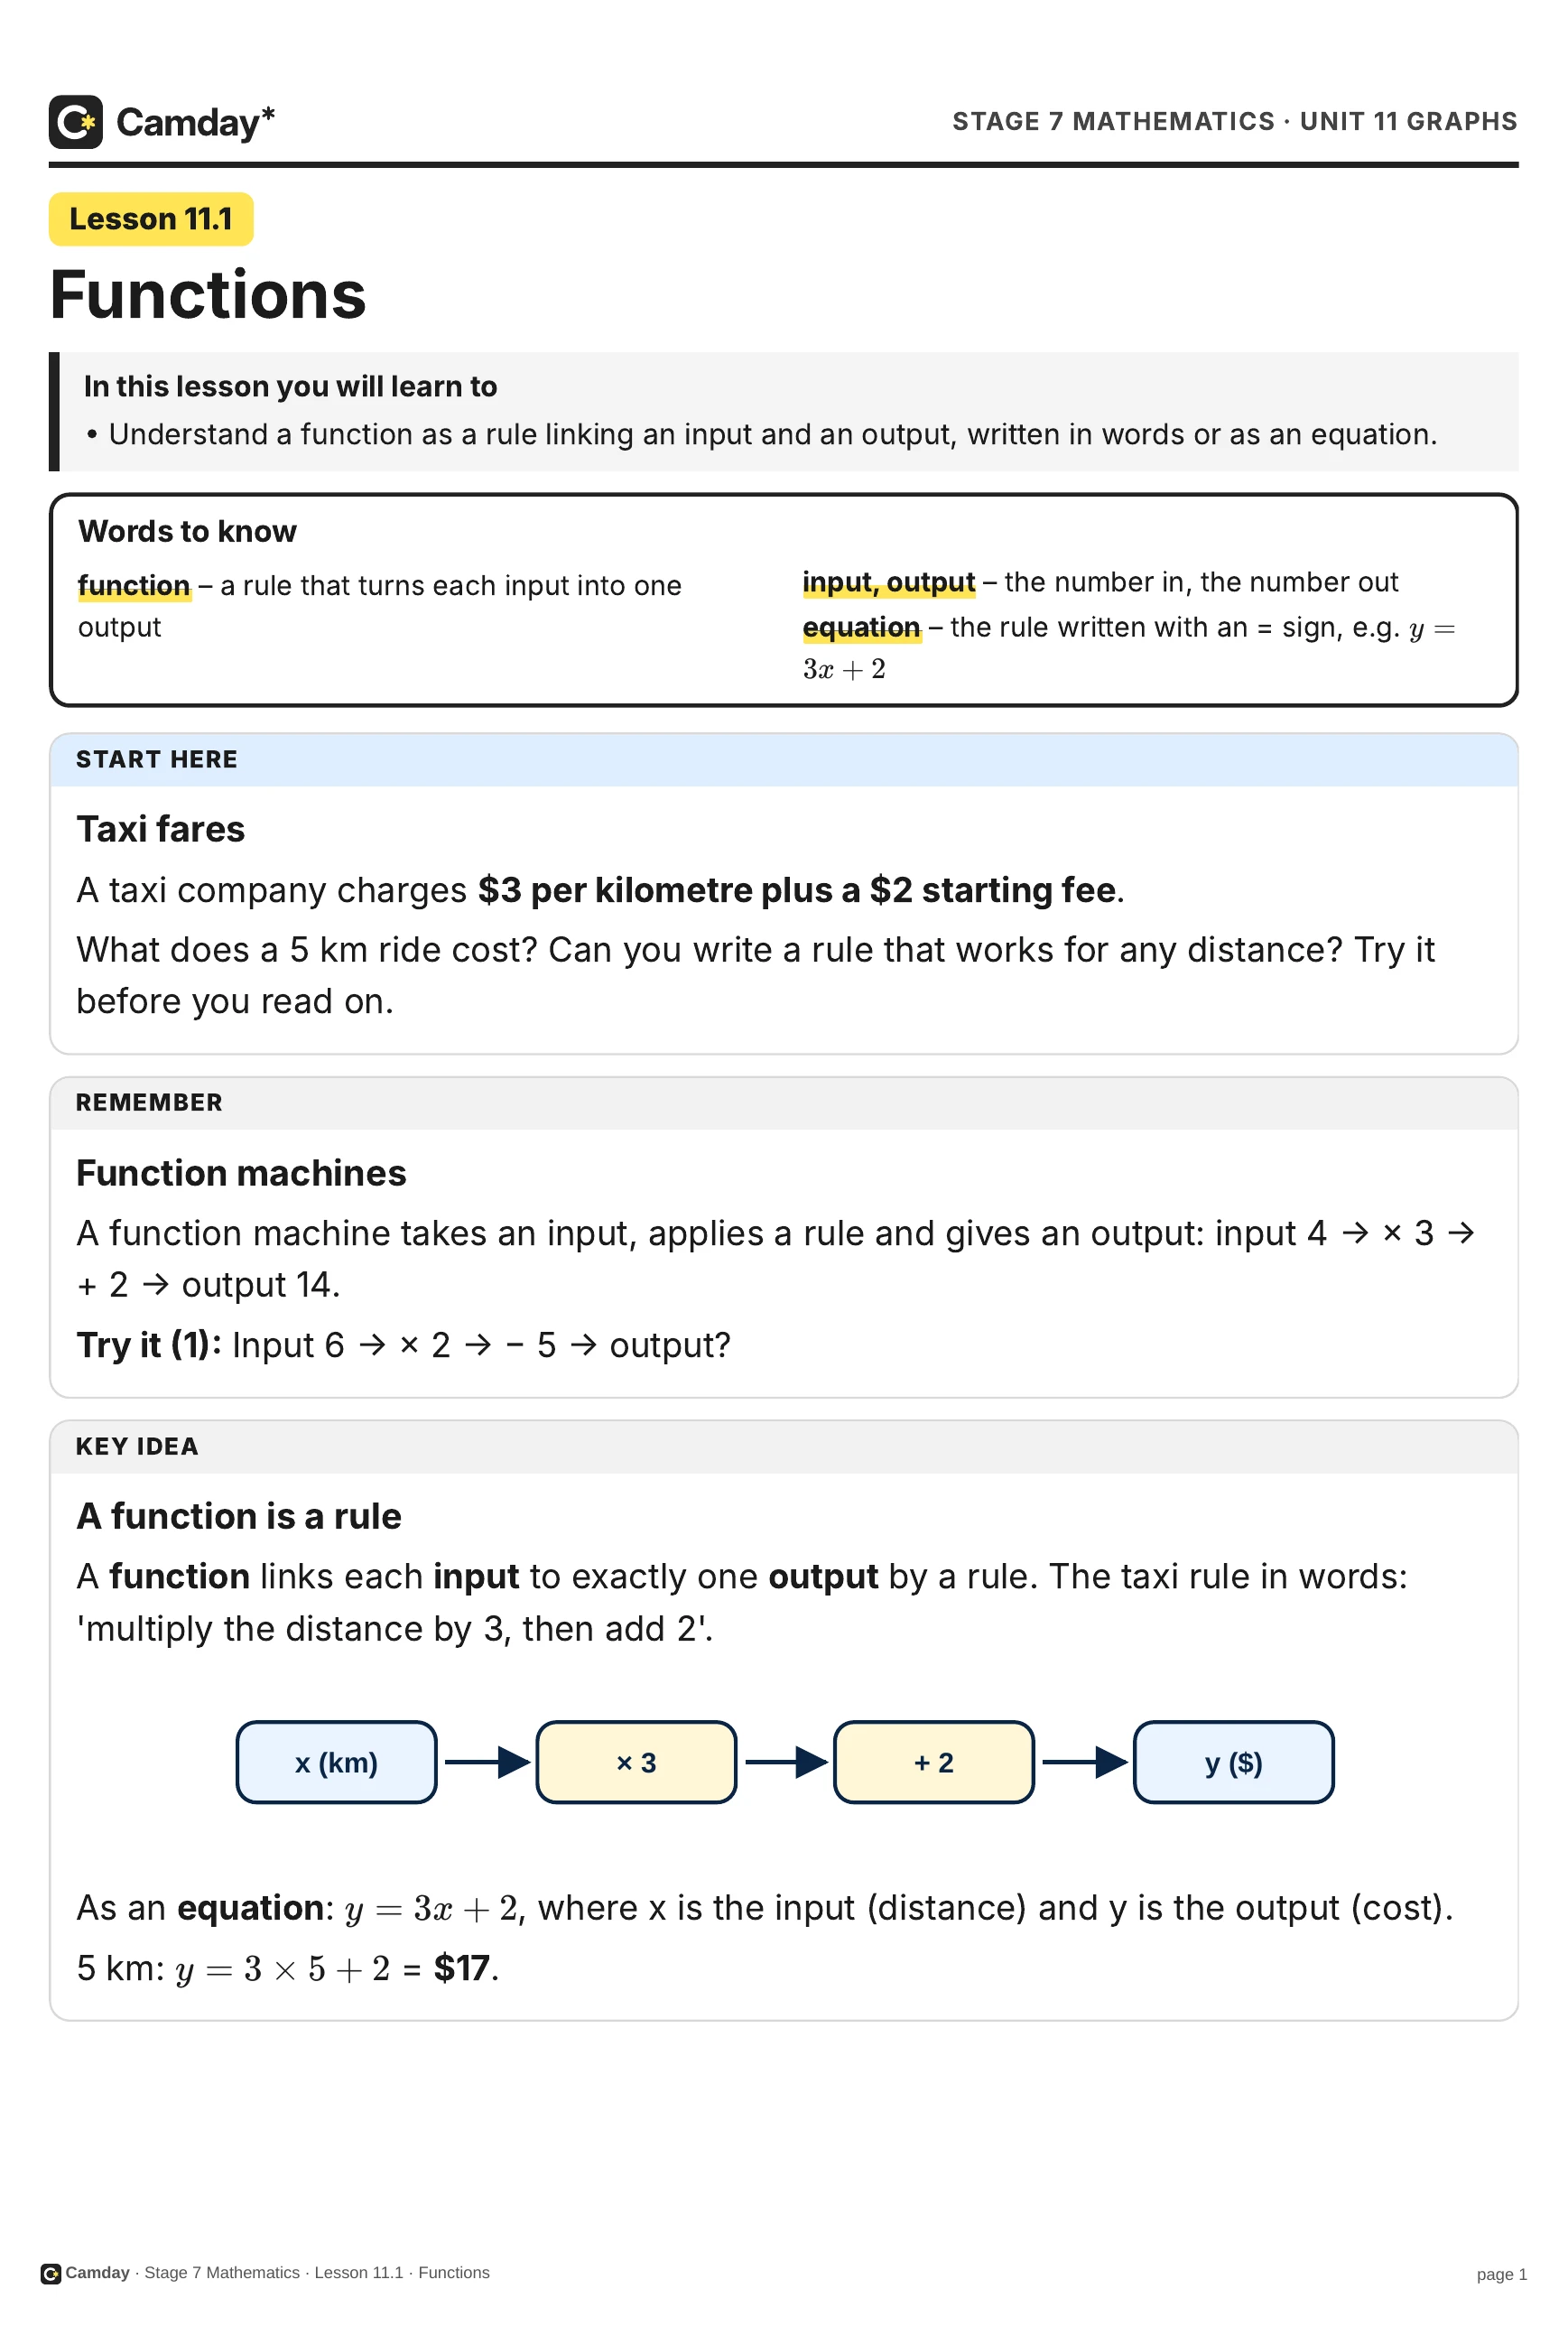 Camday*
STAGE 7 MATHEMATICS · UNIT 11 GRAPHS
Lesson 11.1
Functions
In this lesson you will learn to
• Understand a function as a rule linking an input and an output, written in words or as an equation.
Words to know
function – a rule that turns each input into one
output
input, output – the number in, the number out
equation – the rule written with an = sign, e.g. y =
3x + 2
START HERE
Taxi fares
A taxi company charges $3 per kilometre plus a $2 starting fee.
What does a 5 km ride cost? Can you write a rule that works for any distance? Try it
before you read on.
REMEMBER
Function machines
A function machine takes an input, applies a rule and gives an output: input 4 → × 3 →
+ 2 → output 14.
Try it (1): Input 6 → × 2 → − 5 → output?
KEY IDEA
A function is a rule
A function links each input to exactly one output by a rule. The taxi rule in words:
'multiply the distance by 3, then add 2'.
x (km) × 3 + 2 y ($)
As an equation: y = 3x + 2, where x is the input (distance) and y is the output (cost).
5 km: y = 3 × 5 + 2 = $17.
Camday · Stage 7 Mathematics · Lesson 11.1 · Functions
page 1